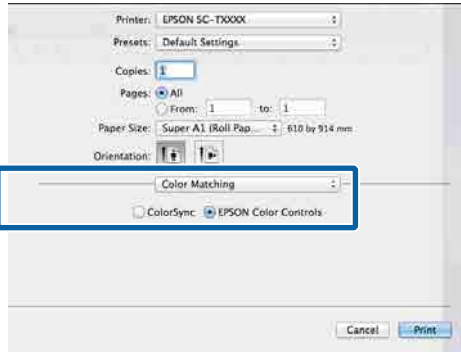 Printer: EPSON SC-TXXXX
Presets: Default Settings
Copies: 1
Pages: All
From: 1 to: 1
Paper Size: Super A1 (Roll Pap... 610 by 914 mm
Orientation:
Color Matching
ColorSync EPSON Color Controls
Cancel Print